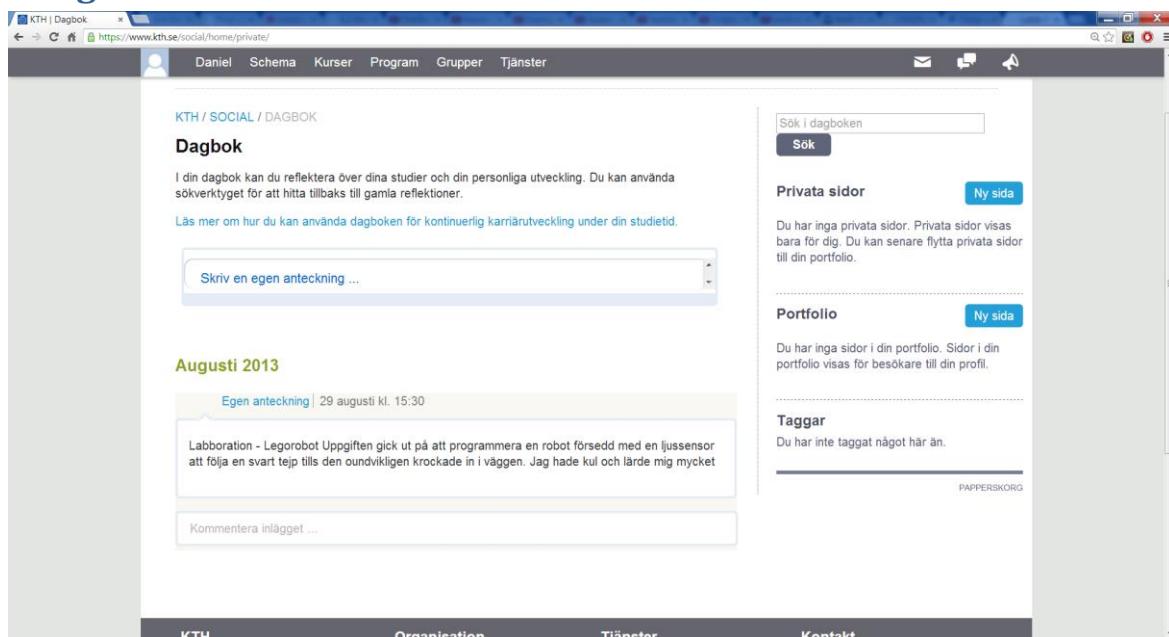 KTH | Dagbok
https://www.kth.se/social/home/private/
Daniel Schema Kurser Program Grupper Tjänster
KTH / SOCIAL / DAGBOK
Dagbok
I din dagbok kan du reflektera över dina studier och din personliga utveckling. Du kan använda
sökverktyget för att hitta tillbaks till gamla reflektioner.
Läs mer om hur du kan använda dagboken för kontinuerlig karriärutveckling under din studietid.
Skriv en egen anteckning ...
Augusti 2013
Egen anteckning 29 augusti kl. 15:30
Labboration - Legorobot Uppgiften gick ut på att programmera en robot försedd med en ljussensor
att följa en svart tejp tills den oundvikligen krockade in i väggen. Jag hade kul och lärde mig mycket
Kommentera inlägget ...
Sök i dagboken
Sök
Privata sidor
Ny sida
Du har inga privata sidor. Privata sidor visas
bara för dig. Du kan senare flytta privata sidor
till din portfolio.
Portfolio
Ny sida
Du har inga sidor i din portfolio. Sidor i din
portfolio visas för besökare till din profil.
Taggar
Du har inte taggat något här än.
PAPPERSKORG
KTH Organisation Tjänster Kontakt